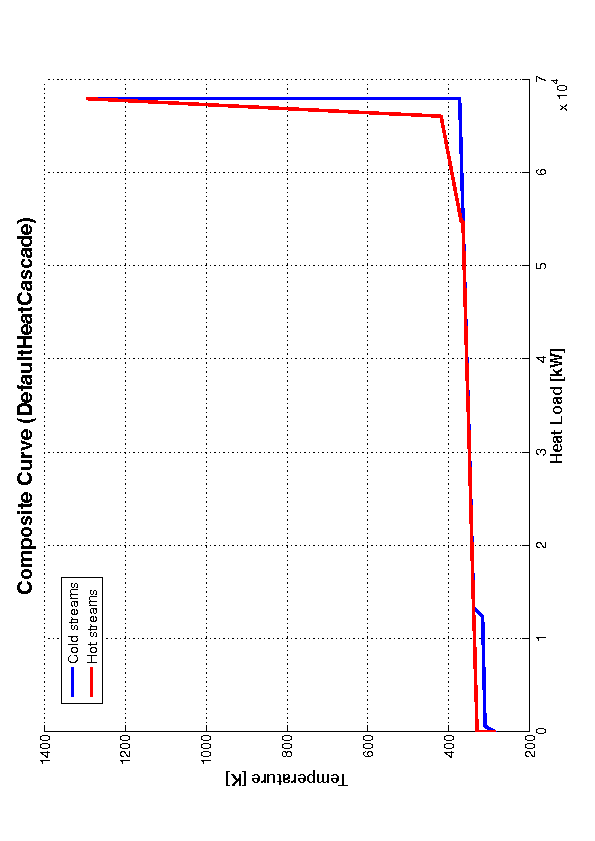 Composite Curve (DefaultHeatCascade)
Cold streams
Hot streams
1400
1200
1000
800
600
400
200
Temperature [K]
0
1
2
3
4
5
6
7
x 10^4
Heat Load [kW]